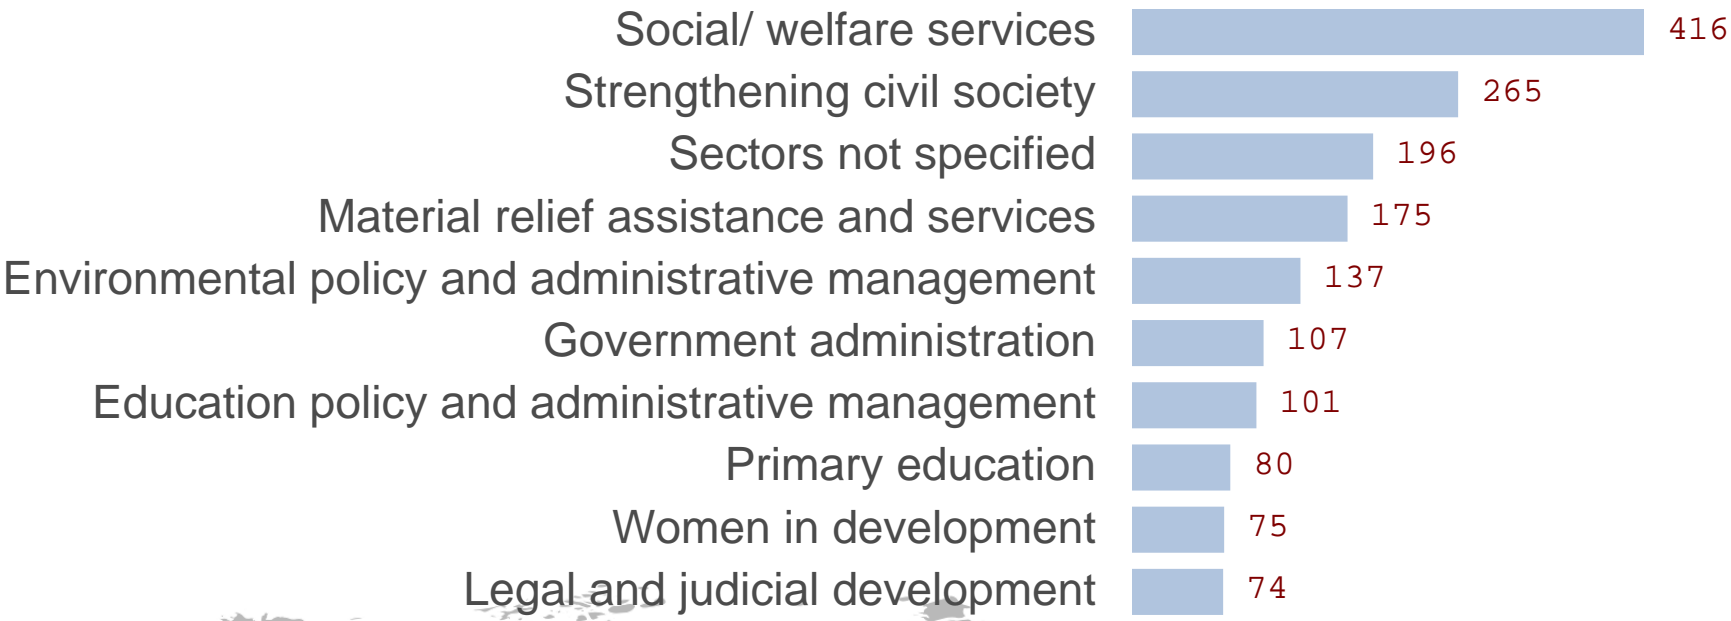 Social/ welfare services 416
Strengthening civil society 265
Sectors not specified 196
Material relief assistance and services 175
Environmental policy and administrative management 137
Government administration 107
Education policy and administrative management 101
Primary education 80
Women in development 75
Legal and judicial development 74